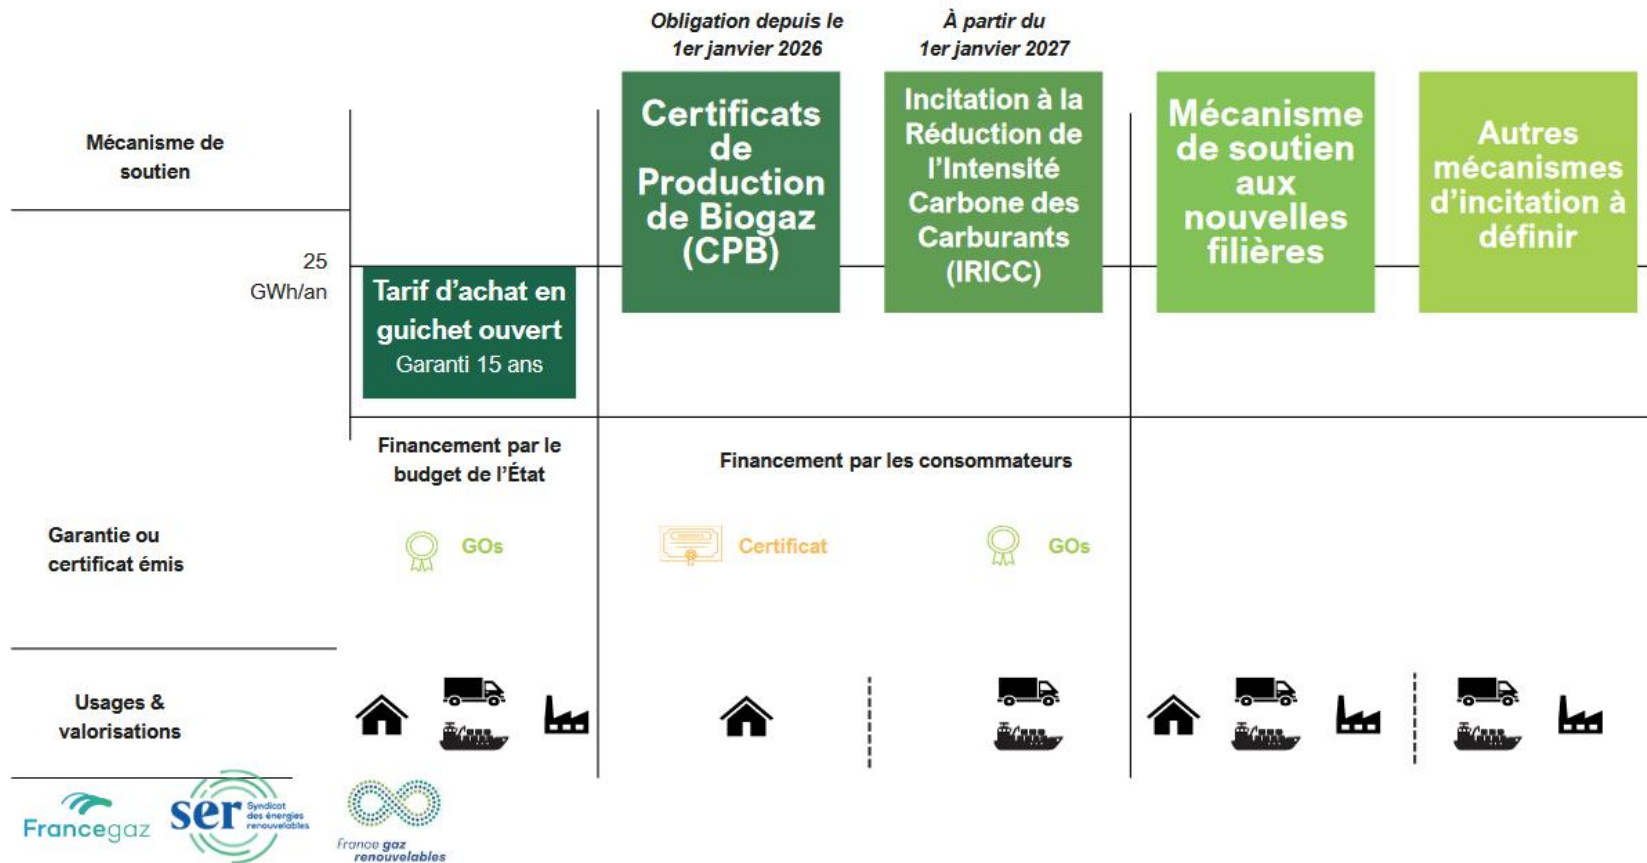 Obligation depuis le
1er janvier 2026
À partir du
1er janvier 2027
Mécanisme de
soutien
Certificats
de
Production
de Biogaz
(CPB)
Incitation à la
Réduction de
l'Intensité
Carbone des
Carburants
(IRICC)
Mécanisme
de soutien
aux
nouvelles
filières
Autres
mécanismes
d'incitation à
définir
25
GWh/an
Tarif d'achat en
guichet ouvert
Garanti 15 ans
Financement par le
budget de l'État
Financement par les consommateurs
Garantie ou
certificat émis
GOs
Certificat
GOs
Usages &
valorisations
Francegaz
ser
Syndicat
des énergies
renouvelables
France gaz
renouvelables